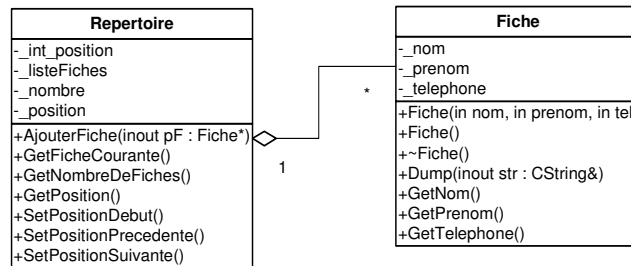 Repertoire
-_int_position
-_listeFiches
-_nombre
-_position
+AjouterFiche(inout pF : Fiche*)
+GetFicheCourante()
+GetNombreDeFiches()
+GetPosition()
+SetPositionDebut()
+SetPositionPrecedente()
+SetPositionSuivante()
1
*
Fiche
-_nom
-_prenom
-_telephone
+Fiche(in nom, in prenom, in tel
+Fiche()
+~Fiche()
+Dump(inout str : CString&)
+GetNom()
+GetPrenom()
+GetTelephone()